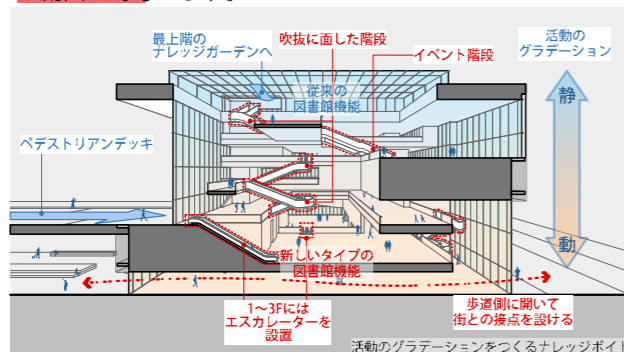 最上階の
ナレッジガーデンへ
吹抜に面した階段
イベント階段
活動の
グラデーション
従来の
図書館機能
静
ペデストリアンデッキ
動
新しいタイプの
図書館機能
1～3Fには
エスカレーターを
設置
歩道側に開いて
街との接点を設ける
活動のグラデーションをつくるナレッジボイド